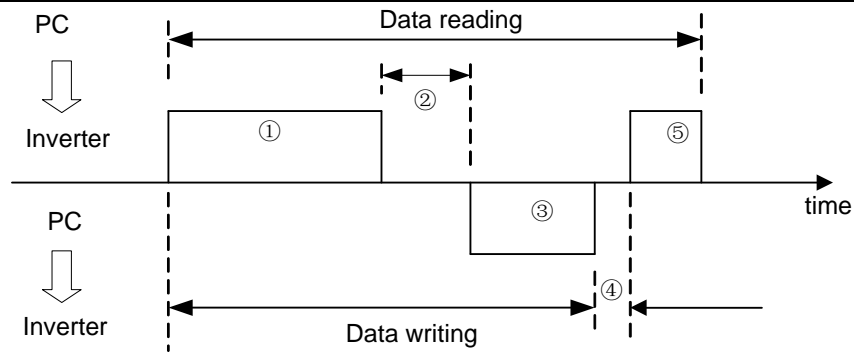 PC
Data reading
②
Inverter
①
⑤
time
PC
③
④
Inverter
Data writing